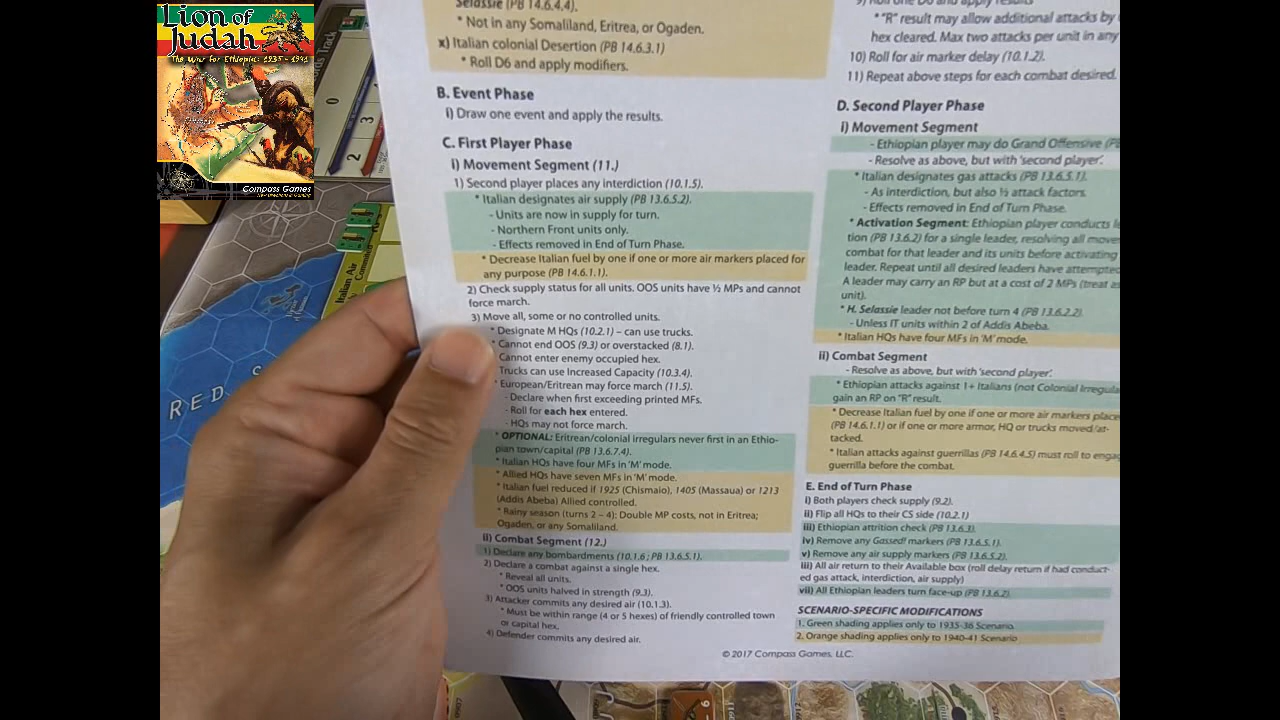 Lion of
Judah
The War for Ethiopia: 1935-1941
Compass Games
0
3
2
Italian Air
RED S
Selassie (PB 14.6.4.4).
* Not in any Somaliland, Eritrea, or Ogaden.
x) Italian colonial Desertion (PB 14.6.3.1)
* Roll D6 and apply modifiers.
B. Event Phase
i) Draw one event and apply the results.
C. First Player Phase
i) Movement Segment (11.)
1) Second player places any interdiction (10.1.5).
* Italian designates air supply (PB 13.6.5.2).
- Units are now in supply for turn.
- Northern Front units only.
- Effects removed in End of Turn Phase.
* Decrease Italian fuel by one if one or more air markers placed for
any purpose (PB 14.6.1.1).
2) Check supply status for all units. OOS units have ½ MPs and cannot
force march.
3) Move all, some or no controlled units.
* Designate M HQs (10.2.1) – can use trucks.
* Cannot end OOS (9.3) or overstacked (8.1).
Cannot enter enemy occupied hex.
Trucks can use Increased Capacity (10.3.4).
* European/Eritrean may force march (11.5).
- Declare when first exceeding printed MFs.
- Roll for each hex entered.
- HQs may not force march.
* OPTIONAL: Eritrean/colonial irregulars never first in an Ethio-
pian town/capital (PB 13.6.7.4).
* Italian HQs have four MFs in 'M' mode.
* Allied HQs have seven MFs in 'M' mode.
* Italian fuel reduced if 1925 (Chismaio), 1405 (Massaua) or 1213
(Addis Abeba) Allied controlled.
* Rainy season (turns 2 – 4): Double MP costs, not in Eritrea;
Ogaden, or any Somaliland.
ii) Combat Segment (12.)
1) Declare any bombardments (10.1.6; PB 13.6.5.1).
2) Declare a combat against a single hex.
* Reveal all units.
* OOS units halved in strength (9.3).
3) Attacker commits any desired air (10.1.3).
* Must be within range (4 or 5 hexes) of friendly controlled town
or capital hex.
4) Defender commits any desired air.
* "R" result may allow additional attacks by
hex cleared. Max two attacks per unit in any
10) Roll for air marker delay (10.1.2).
11) Repeat above steps for each combat desired.
D. Second Player Phase
i) Movement Segment
- Ethiopian player may do Grand Offensive
- Resolve as above, but with 'second player'.
* Italian designates gas attacks (PB 13.6.5.1).
- As interdiction, but also ½ attack factors.
- Effects removed in End of Turn Phase.
* Activation Segment: Ethiopian player conducts
tion (PB 13.6.2) for a single leader, resolving all
combat for that leader and its units before activating
leader. Repeat until all desired leaders have attempted
A leader may carry an RP but at a cost of 2 MPs (treat as
unit).
* H. Selassie leader not before turn 4 (PB 13.6.2.2)
- Unless IT units within 2 of Addis Abeba.
* Italian HQs have four MFs in 'M' mode.
ii) Combat Segment
- Resolve as above, but with 'second player'.
* Ethiopian attacks against 1+ Italians (not Colonial Irregula
gain an RP on "R" result.
* Decrease Italian fuel by one if one or more air markers place
(PB 14.6.1.1) or if one or more armor, HQ or trucks moved/at-
tacked.
* Italian attacks against guerrillas (PB 14.6.4.5) must roll to engag
guerrilla before the combat.
E. End of Turn Phase
i) Both players check supply (9.2).
ii) Flip all HQs to their CS side (10.2.1)
iii) Ethiopian attrition check (PB 13.6.3).
iv) Remove any Gassed! markers (PB 13.6.5.1).
v) Remove any air supply markers (PB 13.6.5.2).
iii) All air return to their Available box (roll delay return if had conduct-
ed gas attack, interdiction, air supply)
vii) All Ethiopian leaders turn face-up (PB 13.6.2)
SCENARIO-SPECIFIC MODIFICATIONS
1. Green shading applies only to 1935-36 Scenario.
2. Orange shading applies only to 1940-41 Scenario
© 2017 Compass Games, LLC.